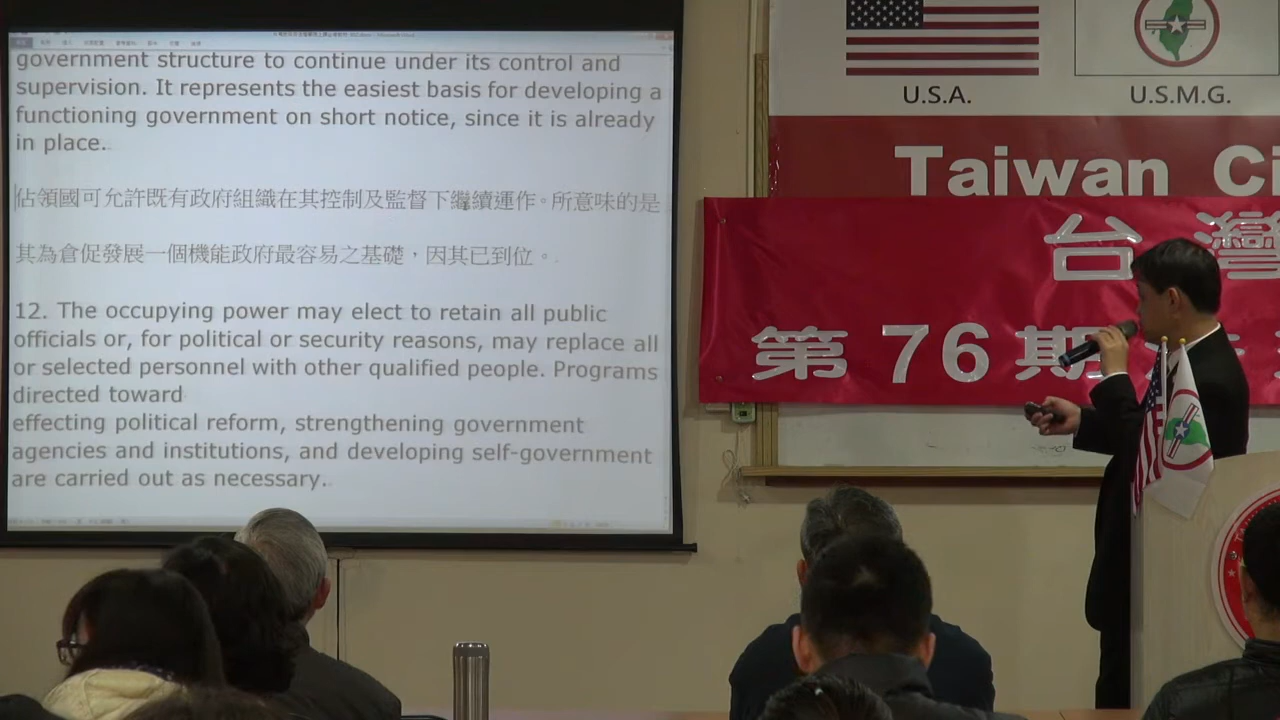 government structure to continue under its control and
supervision. It represents the easiest basis for developing a
functioning government on short notice, since it is already
in place.
佔領國可允許既有政府組織在其控制及監督下繼續運作。所意味的是
其為倉促發展一個機能政府最容易之基礎，因其已到位。
12. The occupying power may elect to retain all public
officials or, for political or security reasons, may replace all
or selected personnel with other qualified people. Programs
directed toward
effecting political reform, strengthening government
agencies and institutions, and developing self-government
are carried out as necessary.
U.S.A.
U.S.M.G.
Taiwan Ci
台灣
第76期